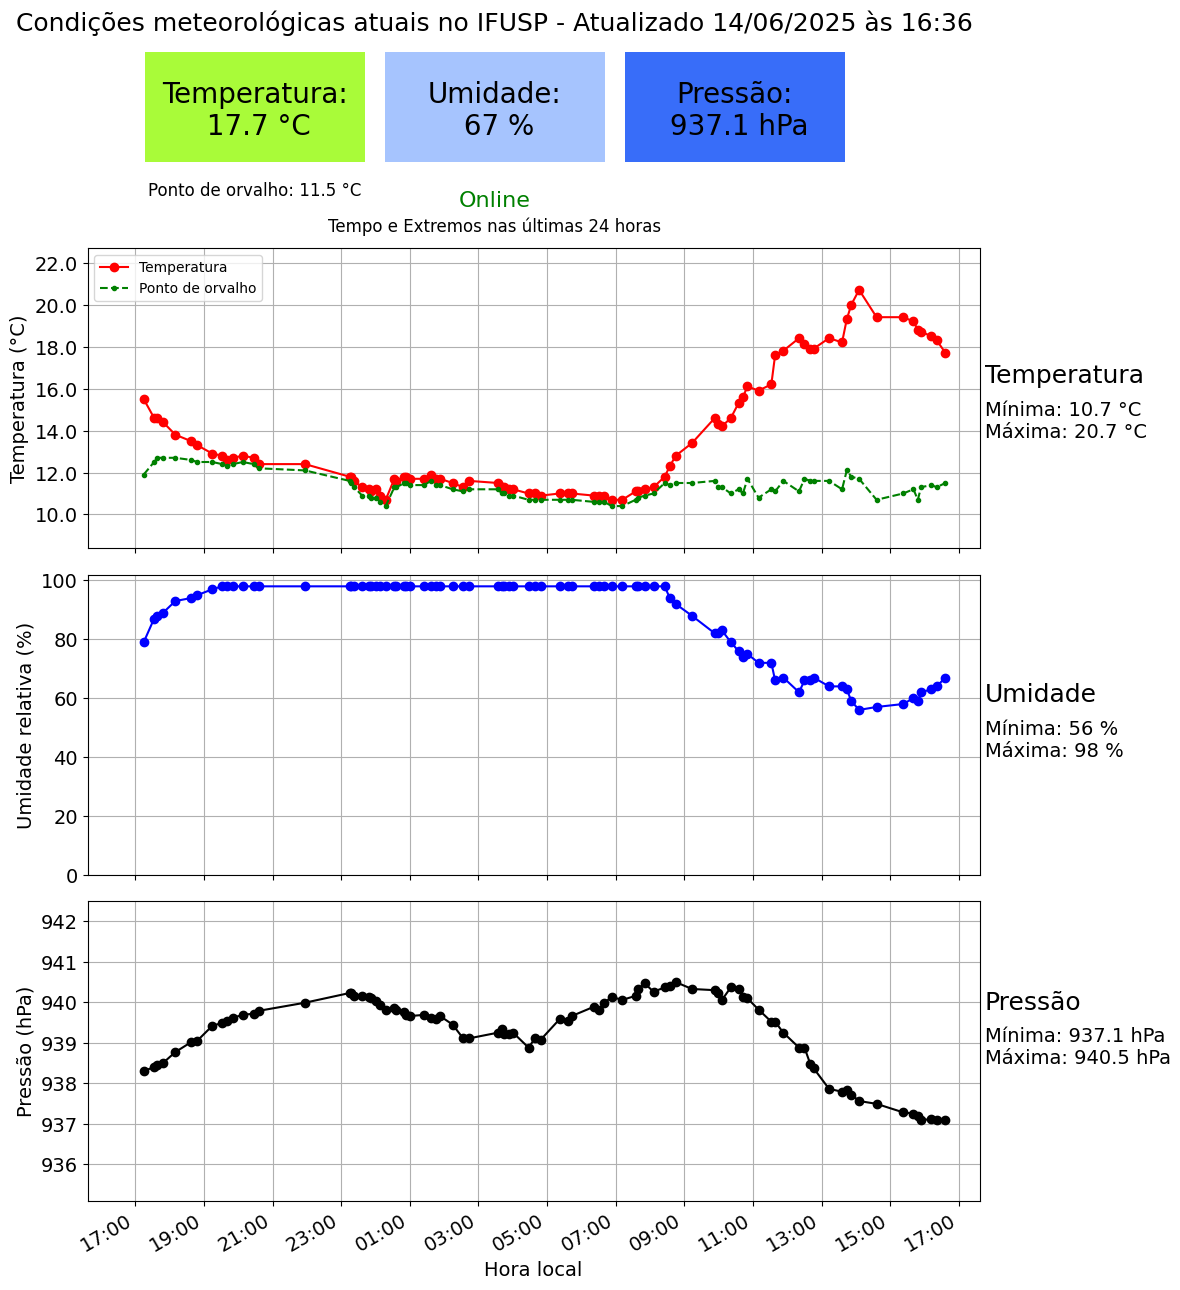 Condições meteorológicas atuais no IFUSP - Atualizado 14/06/2025 às 16:36
Temperatura:
17.7 °C
Umidade:
67 %
Pressão:
937.1 hPa
Ponto de orvalho: 11.5 °C
Online
Tempo e Extremos nas últimas 24 horas
Temperatura (°C)
22.0
20.0
18.0
16.0
14.0
12.0
10.0
Temperatura
Ponto de orvalho
Temperatura
Mínima: 10.7 °C
Máxima: 20.7 °C
Umidade relativa (%)
100
80
60
40
20
0
Umidade
Mínima: 56 %
Máxima: 98 %
Pressão (hPa)
942
941
940
939
938
937
936
Pressão
Mínima: 937.1 hPa
Máxima: 940.5 hPa
17:00
19:00
21:00
23:00
01:00
03:00
05:00
07:00
09:00
11:00
13:00
15:00
17:00
Hora local